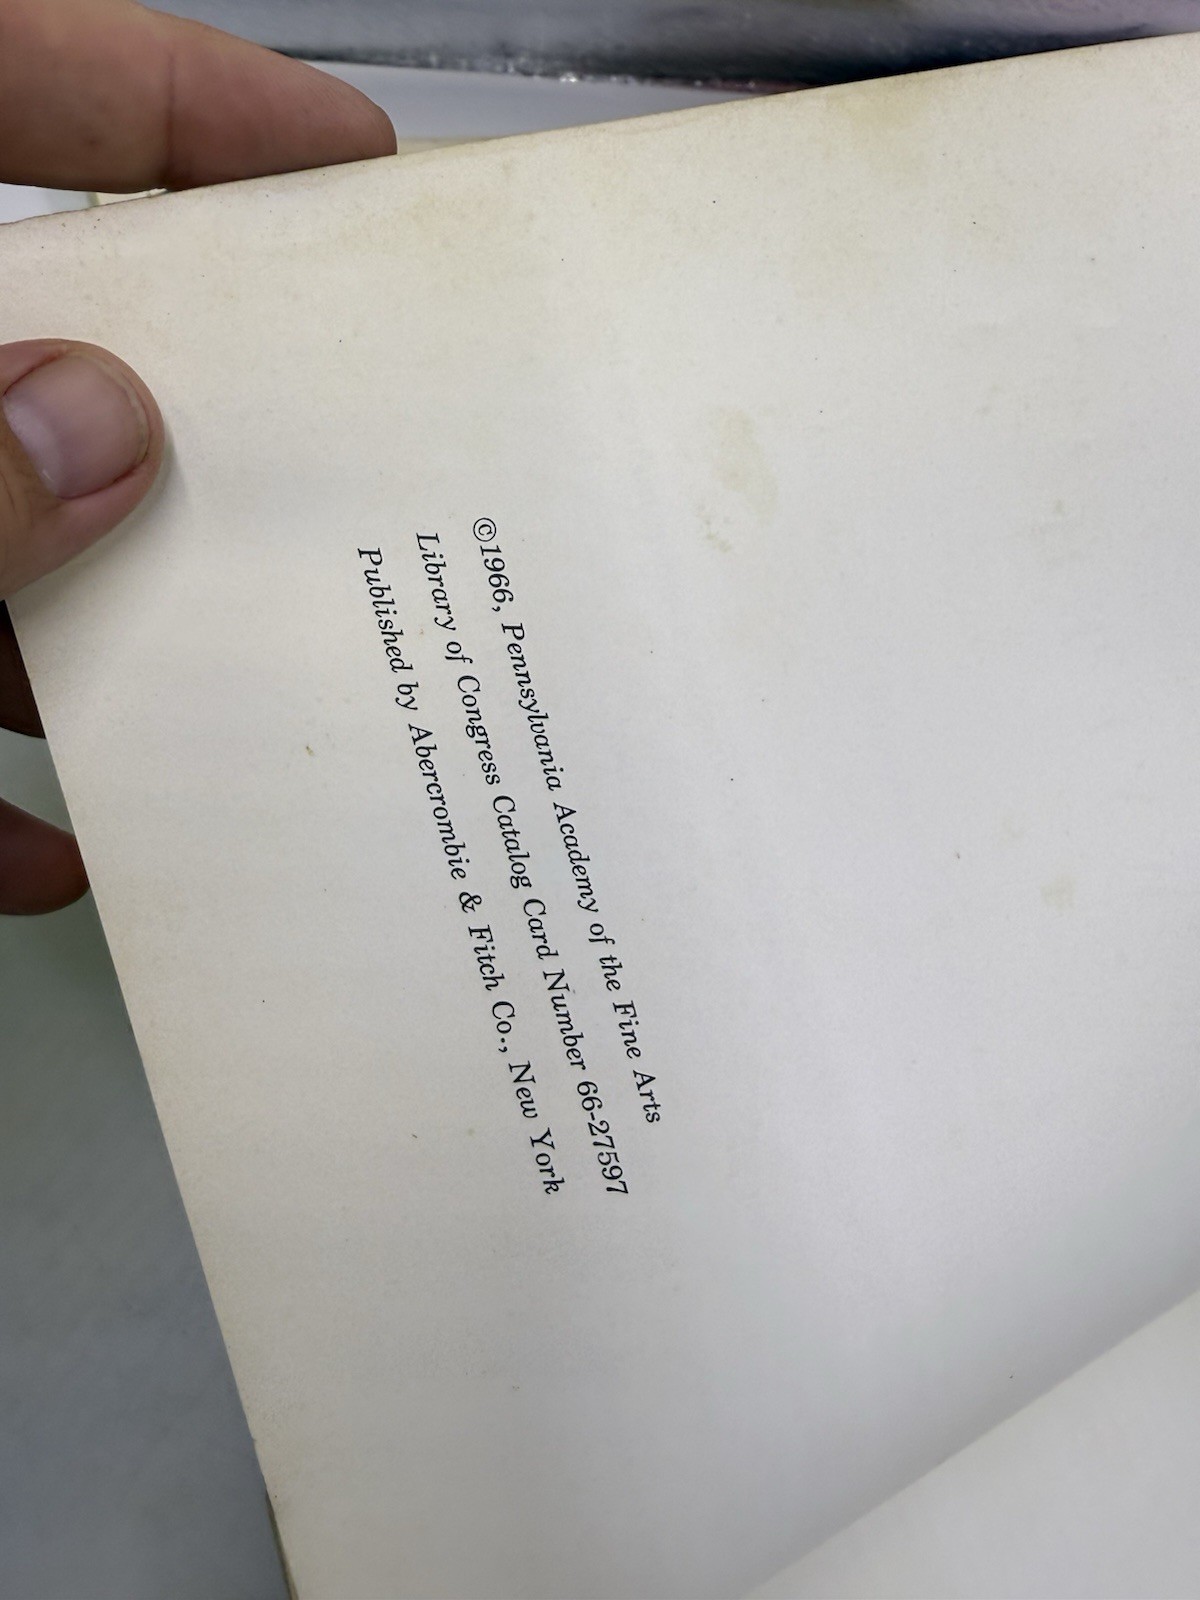 ©1966, Pennsylvania Academy of the Fine Arts
Library of Congress Catalog Card Number 66-27597
Published by Abercrombie & Fitch Co., New York